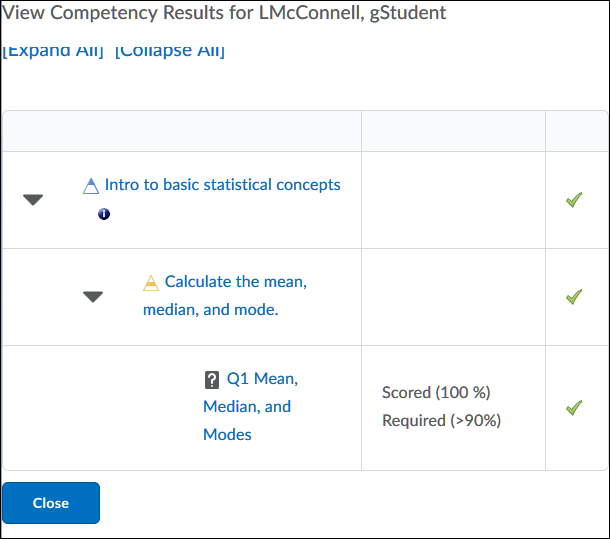 View Competency Results for LMcConnell, gStudent
[Expand All] [Collapse All]
Intro to basic statistical concepts
i
Calculate the mean,
median, and mode.
? Q1 Mean,
Median, and
Modes
Scored (100 %)
Required (>90%)
Close